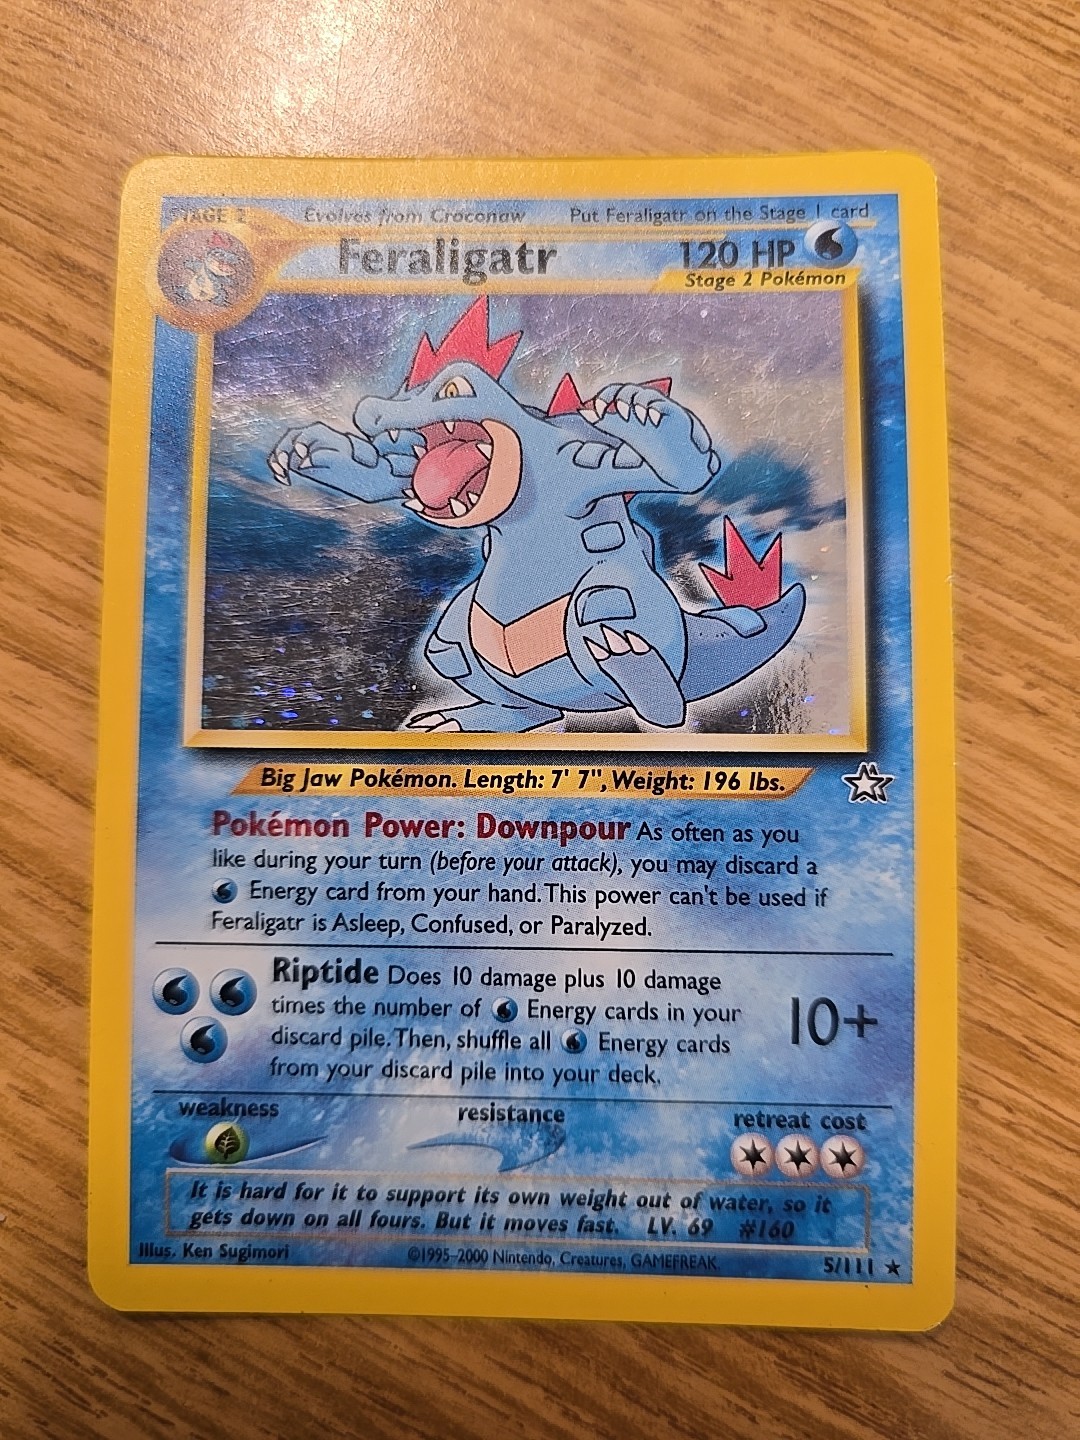 STAGE 2 Evolves from Croconaw Put Feraligatr on the Stage 1 card
Feraligatr 120 HP
Stage 2 Pokémon
Big Jaw Pokémon. Length: 7' 7", Weight: 196 lbs.
Pokémon Power: Downpour As often as you
like during your turn (before your attack), you may discard a
Energy card from your hand. This power can't be used if
Feraligatr is Asleep, Confused, or Paralyzed.
Riptide Does 10 damage plus 10 damage
times the number of Energy cards in your
discard pile. Then, shuffle all Energy cards
from your discard pile into your deck.
10+
weakness resistance retreat cost
It is hard for it to support its own weight out of water, so it
gets down on all fours. But it moves fast. LV. 69 #160
Illus. Ken Sugimori ©1995–2000 Nintendo, Creatures, GAMEFREAK. 5/111 ★